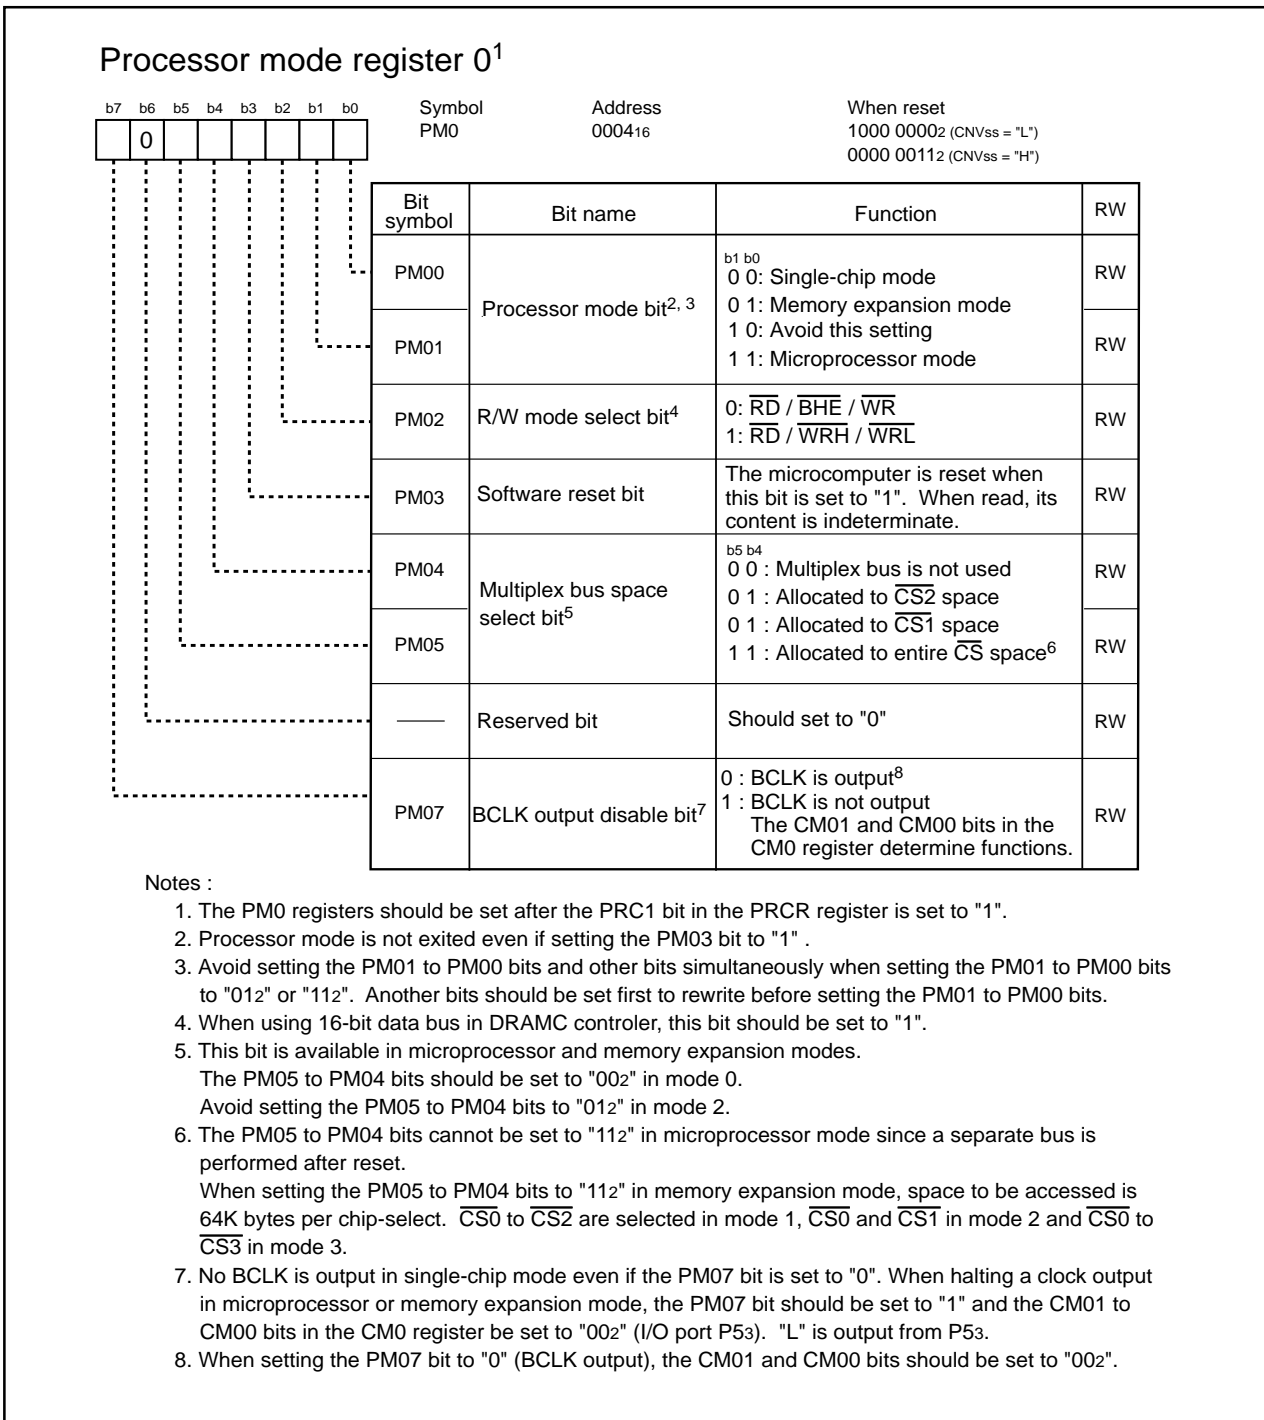 Processor mode register 0¹
b7 b6 b5 b4 b3 b2 b1 b0
0
Symbol Address When reset
PM0 000416 1000 00002 (CNVss = "L")
0000 00112 (CNVss = "H")
Bit symbol Bit name Function RW
PM00
PM01
Processor mode bit2, 3
b1 b0
0 0: Single-chip mode
0 1: Memory expansion mode
1 0: Avoid this setting
1 1: Microprocessor mode
RW
RW
PM02 R/W mode select bit4
0: R̅D̅ / B̅H̅E̅ / W̅R̅
1: R̅D̅ / W̅R̅H̅ / W̅R̅L̅
RW
PM03 Software reset bit
The microcomputer is reset when
this bit is set to "1". When read, its
content is indeterminate.
RW
PM04
PM05
Multiplex bus space
select bit5
b5 b4
0 0 : Multiplex bus is not used
0 1 : Allocated to C̅S̅2̅ space
0 1 : Allocated to C̅S̅1̅ space
1 1 : Allocated to entire C̅S̅ space6
RW
RW
—— Reserved bit Should set to "0" RW
PM07 BCLK output disable bit7
0 : BCLK is output8
1 : BCLK is not output
The CM01 and CM00 bits in the
CM0 register determine functions.
RW
Notes :
1. The PM0 registers should be set after the PRC1 bit in the PRCR register is set to "1".
2. Processor mode is not exited even if setting the PM03 bit to "1" .
3. Avoid setting the PM01 to PM00 bits and other bits simultaneously when setting the PM01 to PM00 bits
to "012" or "112". Another bits should be set first to rewrite before setting the PM01 to PM00 bits.
4. When using 16-bit data bus in DRAMC controler, this bit should be set to "1".
5. This bit is available in microprocessor and memory expansion modes.
The PM05 to PM04 bits should be set to "002" in mode 0.
Avoid setting the PM05 to PM04 bits to "012" in mode 2.
6. The PM05 to PM04 bits cannot be set to "112" in microprocessor mode since a separate bus is
performed after reset.
When setting the PM05 to PM04 bits to "112" in memory expansion mode, space to be accessed is
64K bytes per chip-select. C̅S̅0̅ to C̅S̅2̅ are selected in mode 1, C̅S̅0̅ and C̅S̅1̅ in mode 2 and C̅S̅0̅ to
C̅S̅3̅ in mode 3.
7. No BCLK is output in single-chip mode even if the PM07 bit is set to "0". When halting a clock output
in microprocessor or memory expansion mode, the PM07 bit should be set to "1" and the CM01 to
CM00 bits in the CM0 register be set to "002" (I/O port P53). "L" is output from P53.
8. When setting the PM07 bit to "0" (BCLK output), the CM01 and CM00 bits should be set to "002".